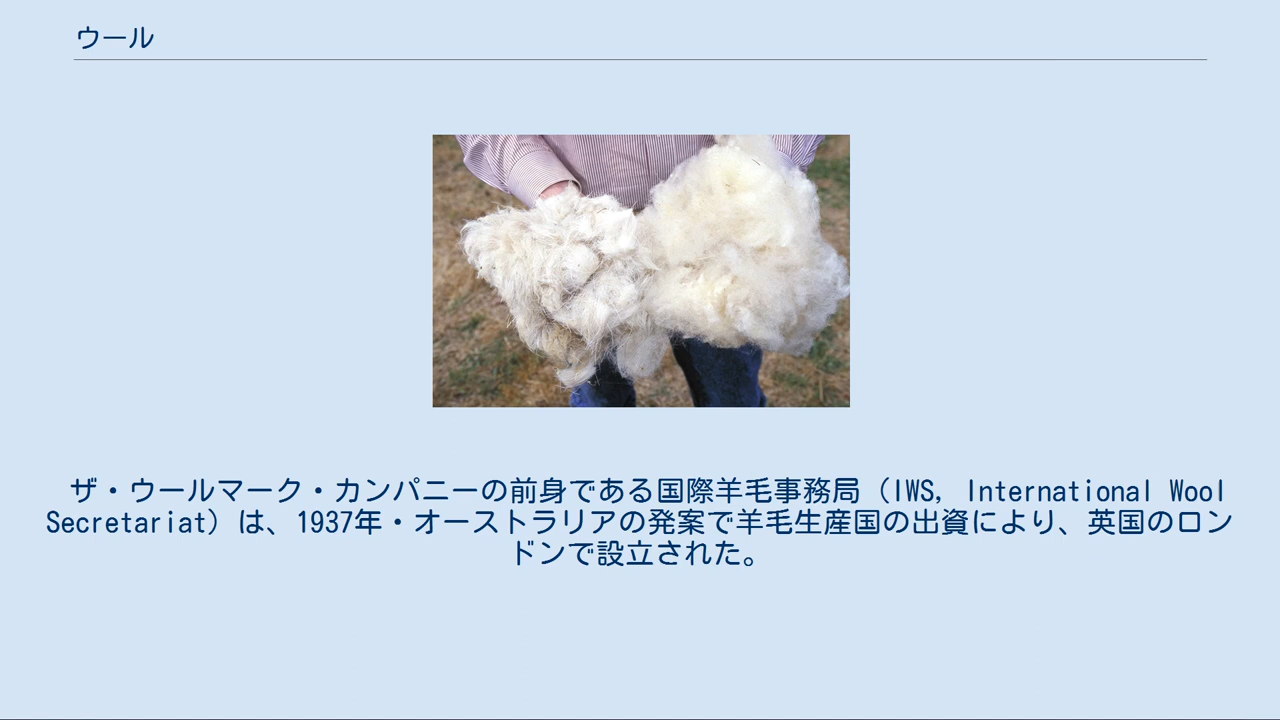 ウール
ザ・ウールマーク・カンパニーの前身である国際羊毛事務局（IWS, International Wool
Secretariat）は、1937年・オーストラリアの発案で羊毛生産国の出資により、英国のロン
ドンで設立された。